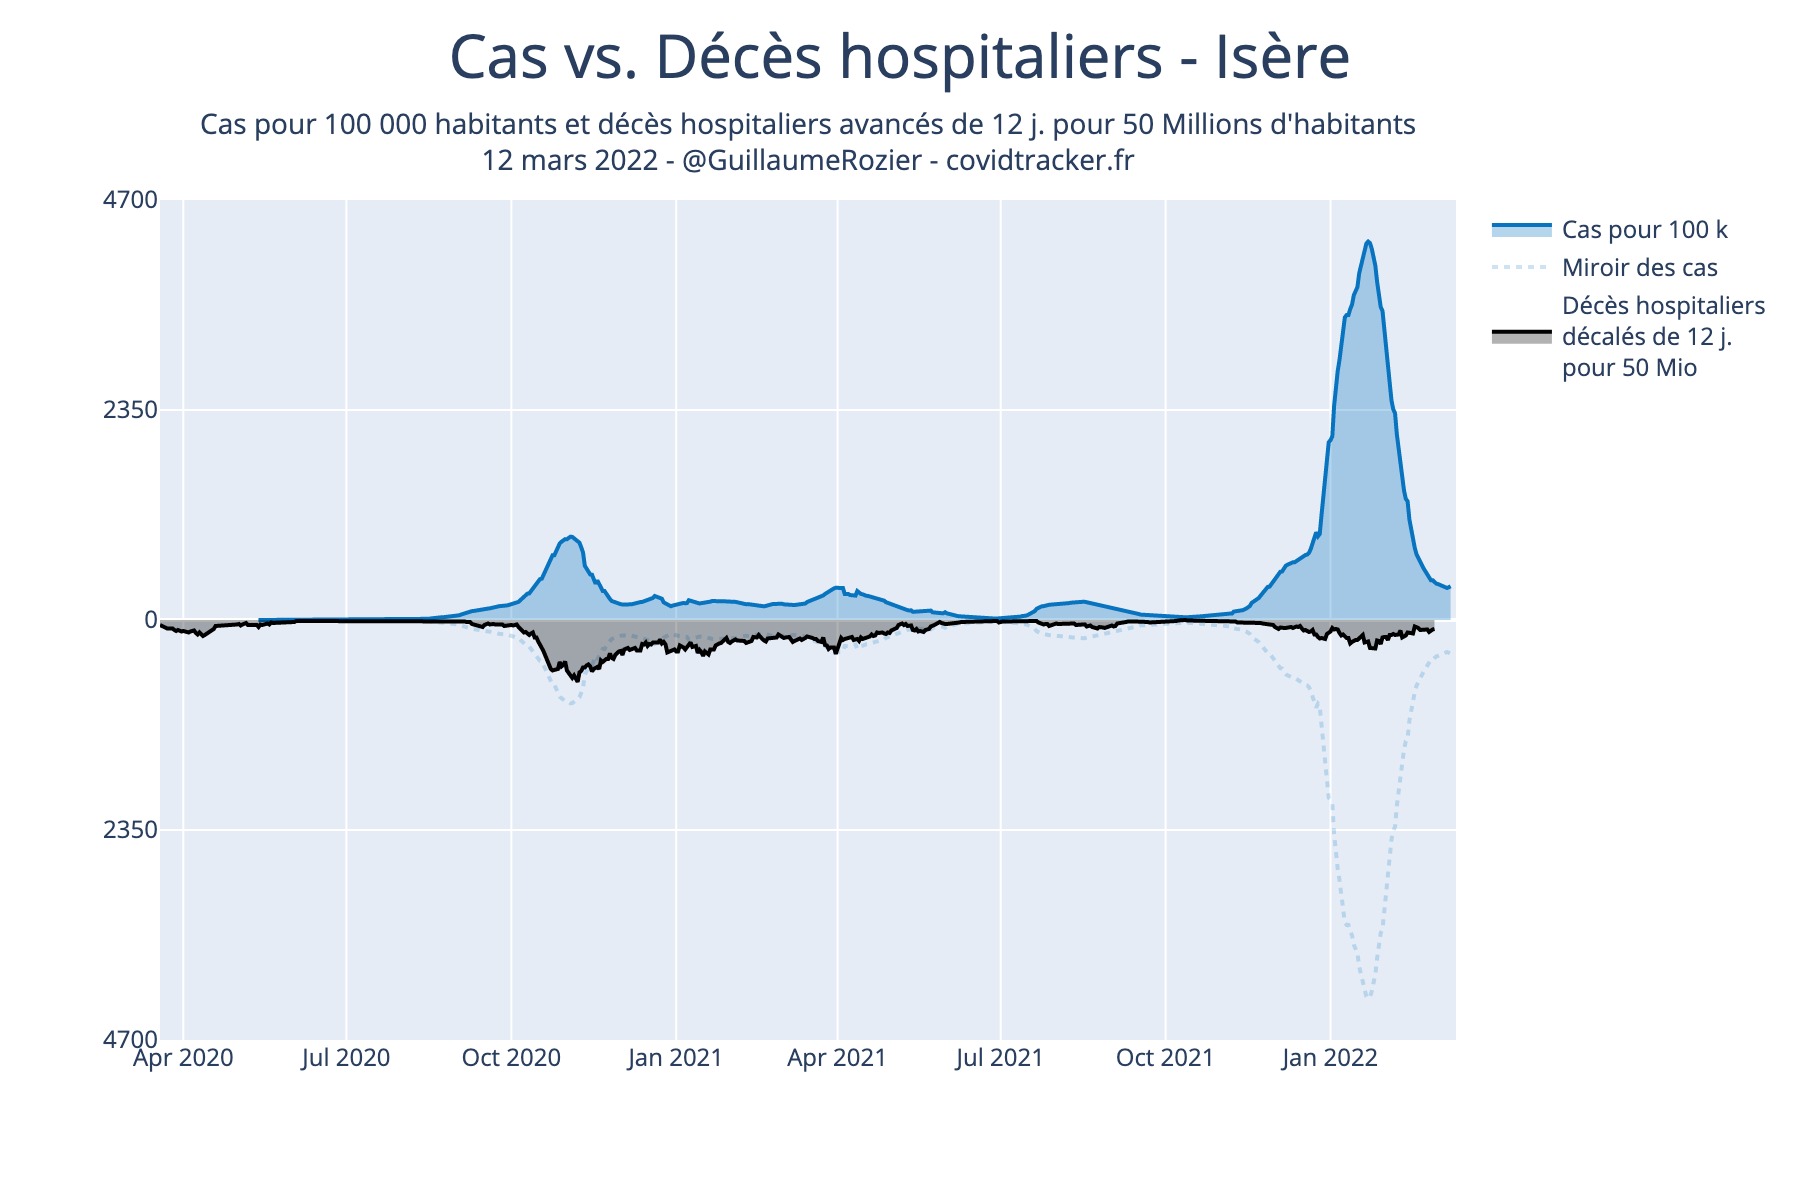 Cas vs. Décès hospitaliers - Isère
Cas pour 100 000 habitants et décès hospitaliers avancés de 12 j. pour 50 Millions d'habitants
12 mars 2022 - @GuillaumeRozier - covidtracker.fr
4700
2350
0
2350
4700
Apr 2020
Jul 2020
Oct 2020
Jan 2021
Apr 2021
Jul 2021
Oct 2021
Jan 2022
Cas pour 100 k
Miroir des cas
Décès hospitaliers
décalés de 12 j.
pour 50 Mio